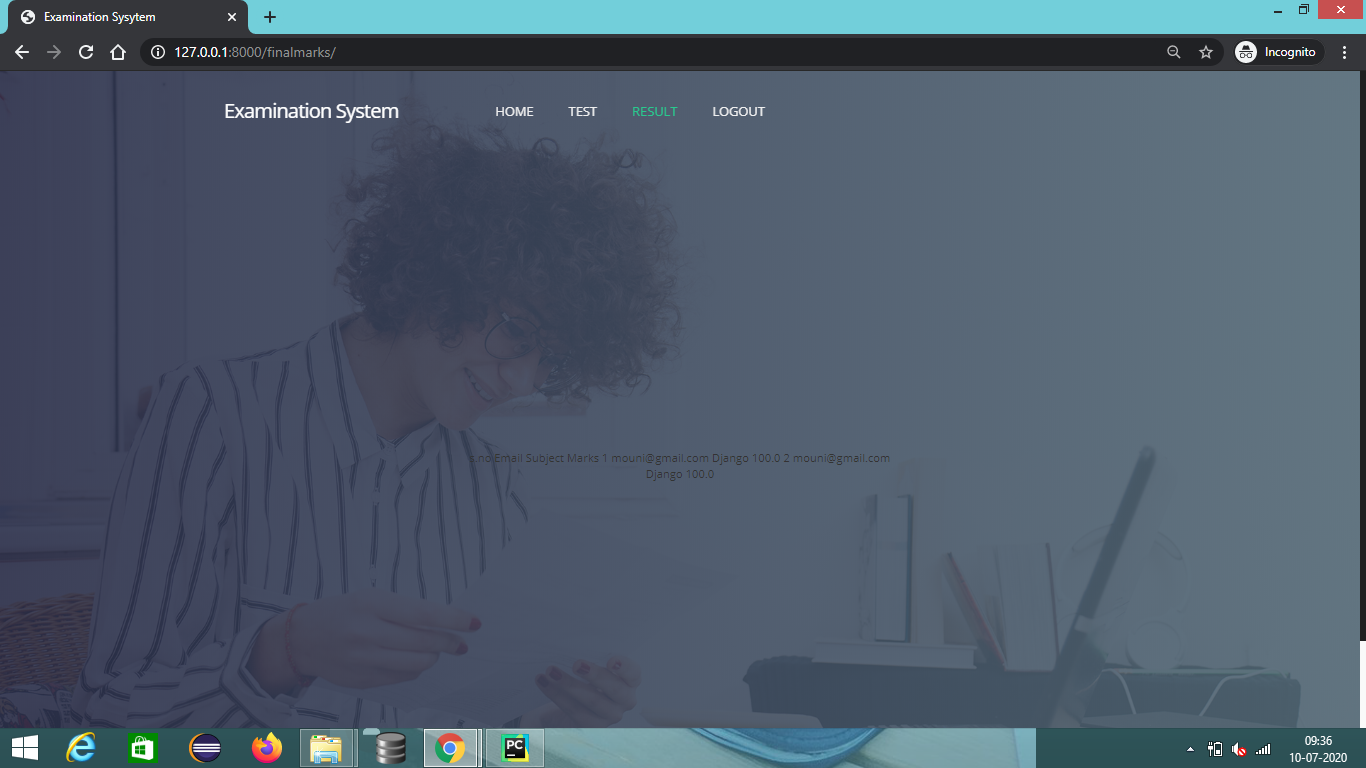 Examination Sysytem
127.0.0.1:8000/finalmarks/
Incognito
Examination System
HOME TEST RESULT LOGOUT
s.no Email Subject Marks 1 mouni@gmail.com Django 100.0 2 mouni@gmail.com
Django 100.0
PC
09:36
10-07-2020